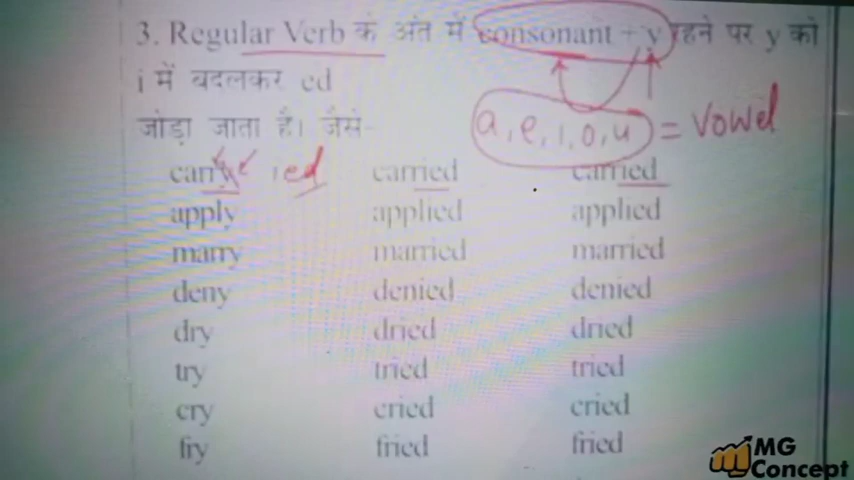 3. Regular Verb के अंत में consonant + y रहने पर y को
i में बदलकर ed
जोड़ा जाता है। जैसे-
a, e, i, o, u = vowel
carry ied carried carried
apply applied applied
marry married married
deny denied denied
dry dried dried
try tried tried
cry cried cried
fry fried fried
MG
Concept